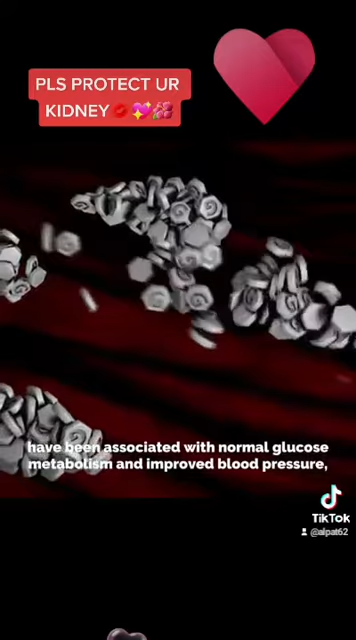 PLS PROTECT UR
KIDNEY💋💖💐
have been associated with normal glucose
metabolism and improved blood pressure,
TikTok
@alpat62